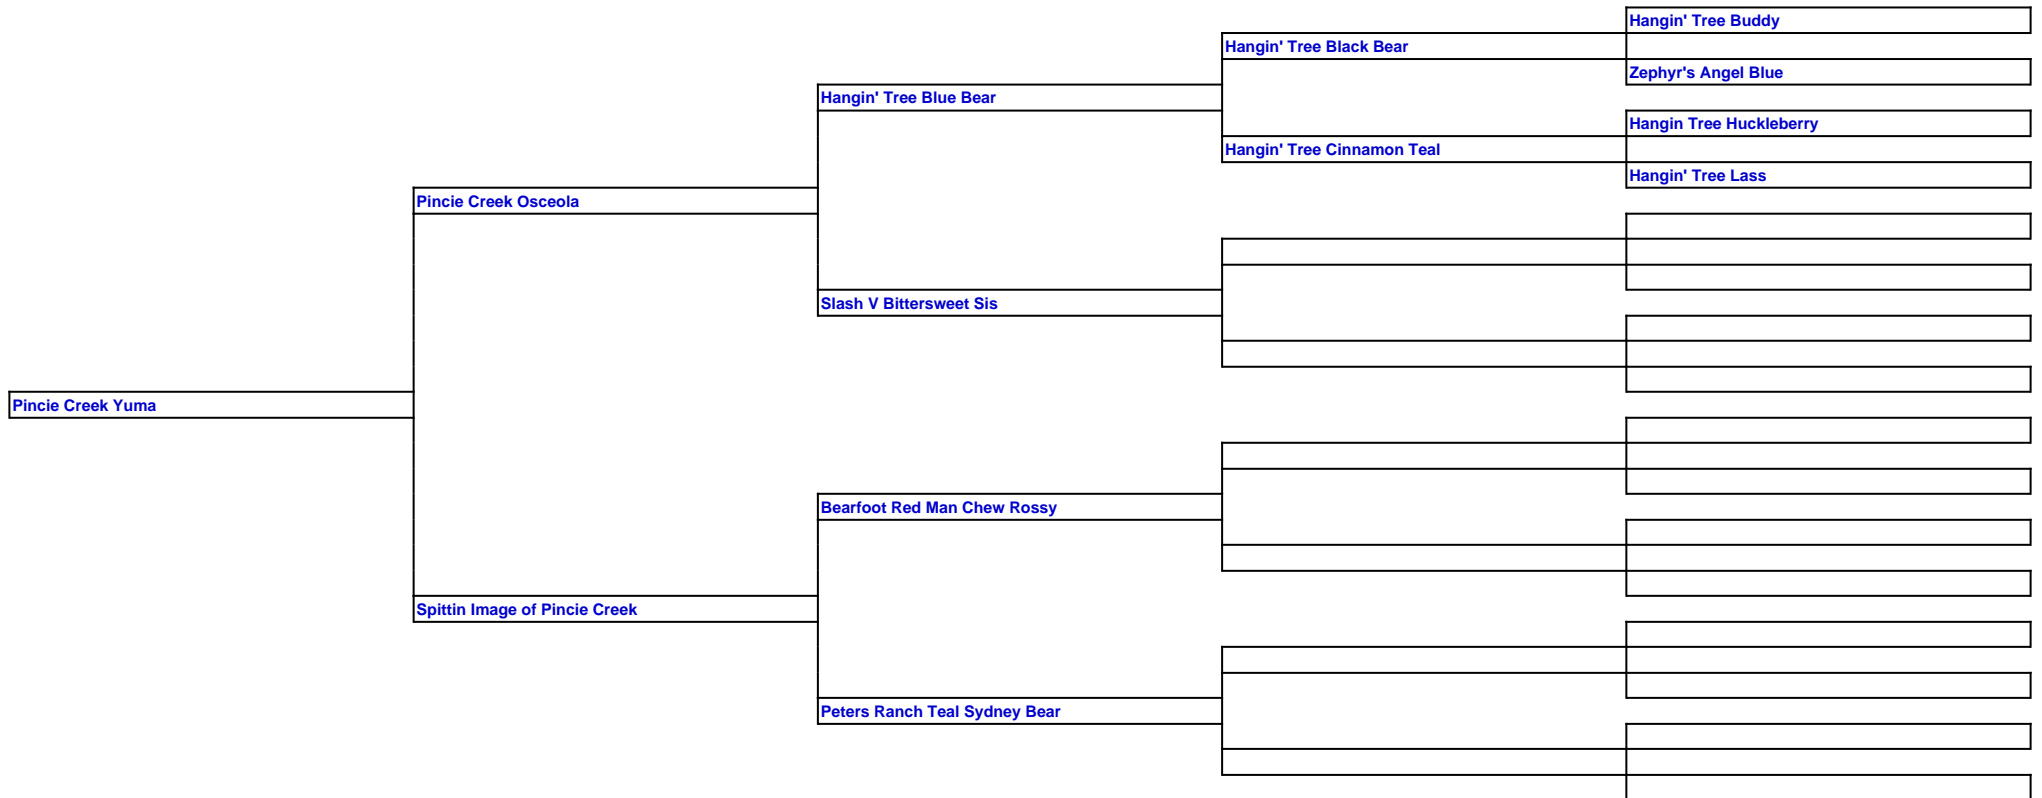 Hangin' Tree Buddy
Hangin' Tree Black Bear
Zephyr's Angel Blue
Hangin' Tree Blue Bear
Hangin Tree Huckleberry
Hangin' Tree Cinnamon Teal
Hangin' Tree Lass
Pincie Creek Osceola
Slash V Bittersweet Sis
Pincie Creek Yuma
Bearfoot Red Man Chew Rossy
Spittin Image of Pincie Creek
Peters Ranch Teal Sydney Bear